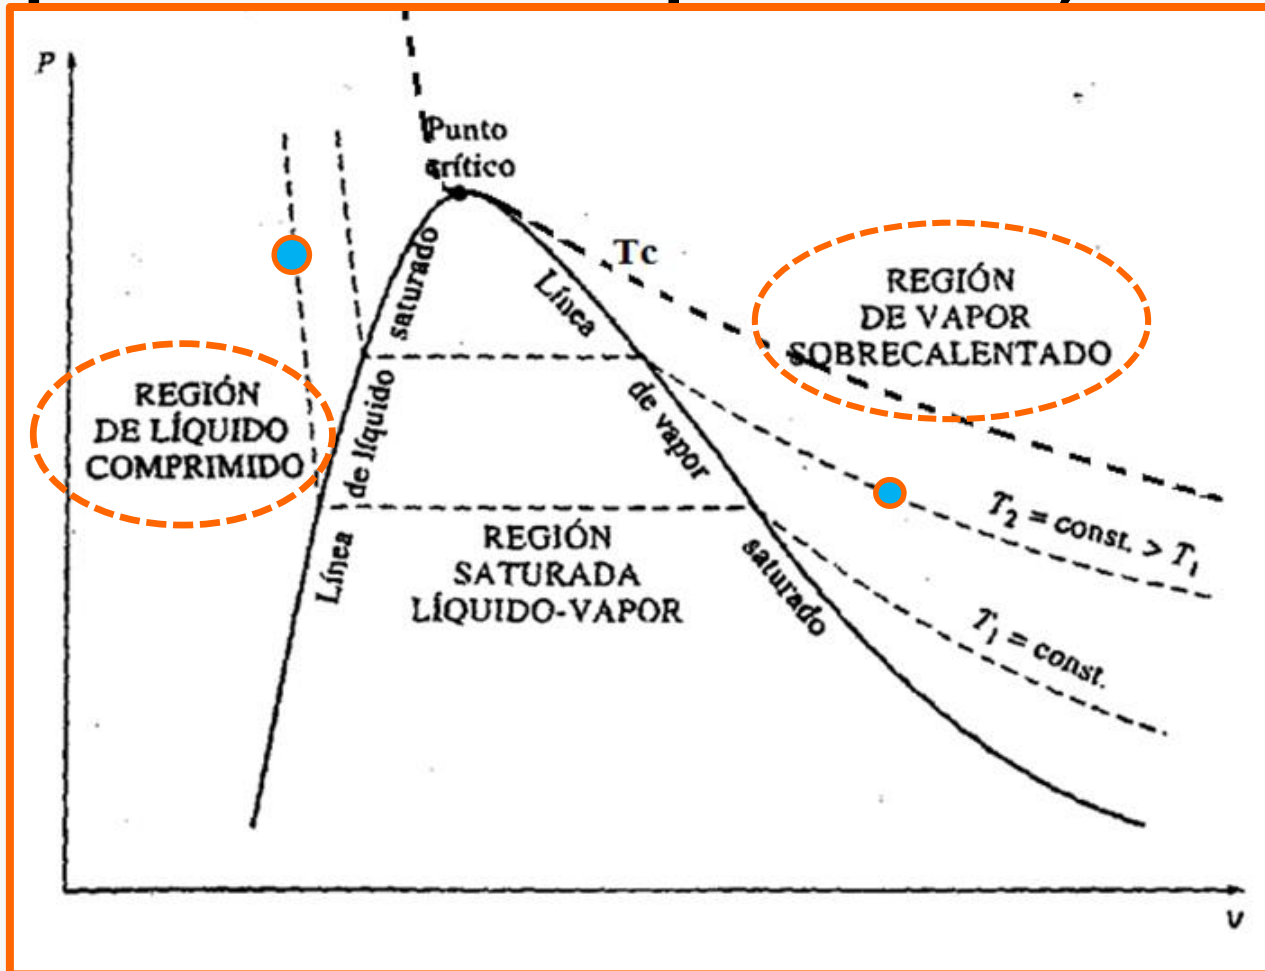 P
Punto
crítico
Tc
REGIÓN
DE VAPOR
SOBRECALENTADO
REGIÓN
DE LÍQUIDO
COMPRIMIDO
Línea de líquido saturado
Línea de vapor saturado
REGIÓN
SATURADA
LÍQUIDO-VAPOR
T₂ = const. > T₁
T₁ = const.
v